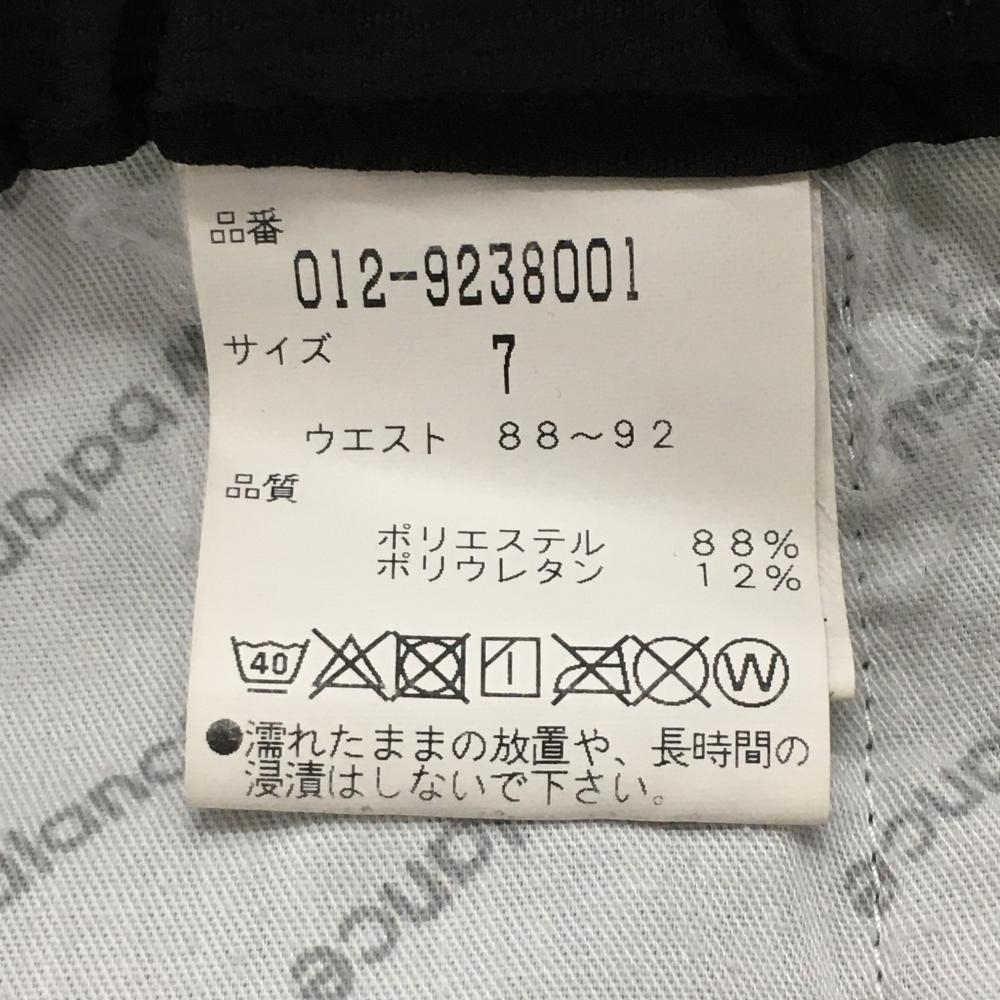 品番
012-9238001
サイズ 7
ウエスト 88～92
品質
ポリエステル 88%
ポリウレタン 12%
40 W
●濡れたままの放置や、長時間の
浸漬はしないで下さい。
balance
balance